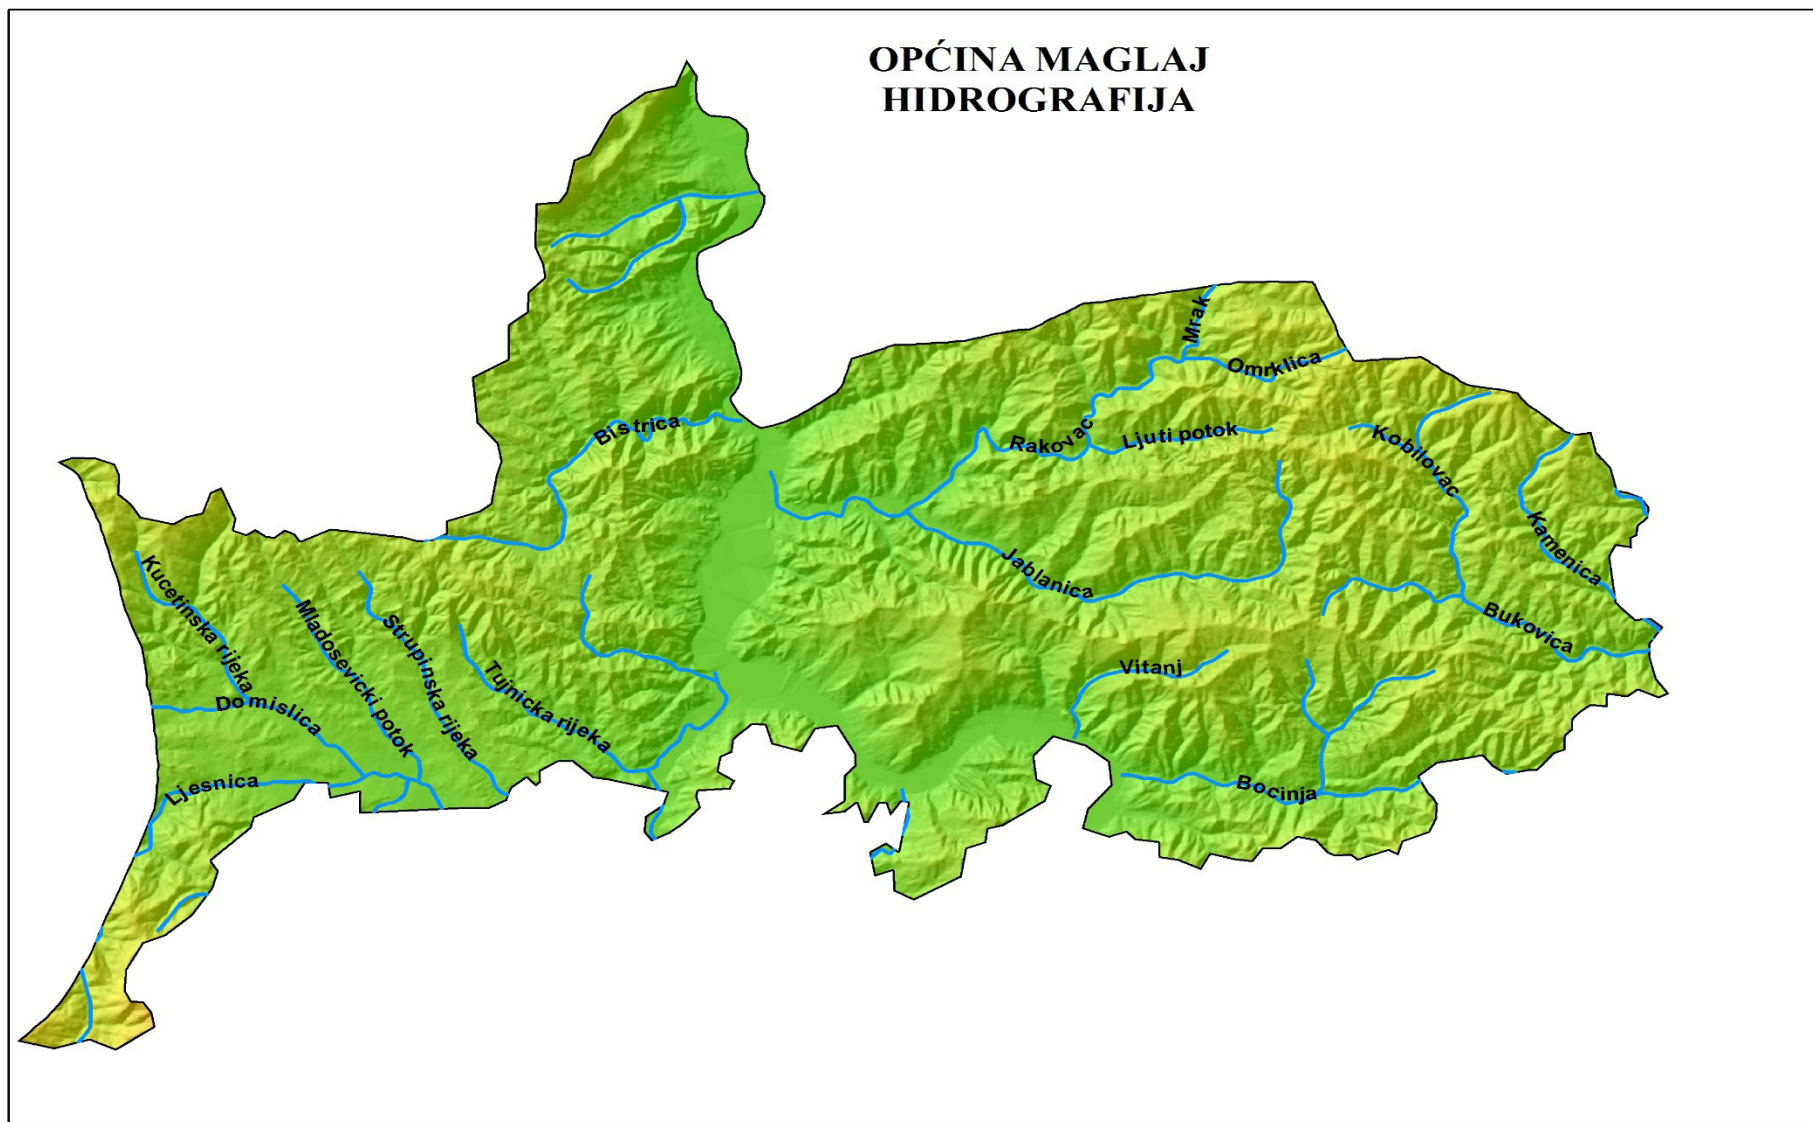 OPĆINA MAGLAJ
HIDROGRAFIJA
Mrak
Omrklica
Bistrica
Rakovac
Ljuti potok
Kobilovac
Kamenica
Jablanica
Kucetinska rijeka
Mladosevicki potok
Strupinska rijeka
Tujnicka rijeka
Bukovica
Vitanj
Domislica
Ljesnica
Bocinja